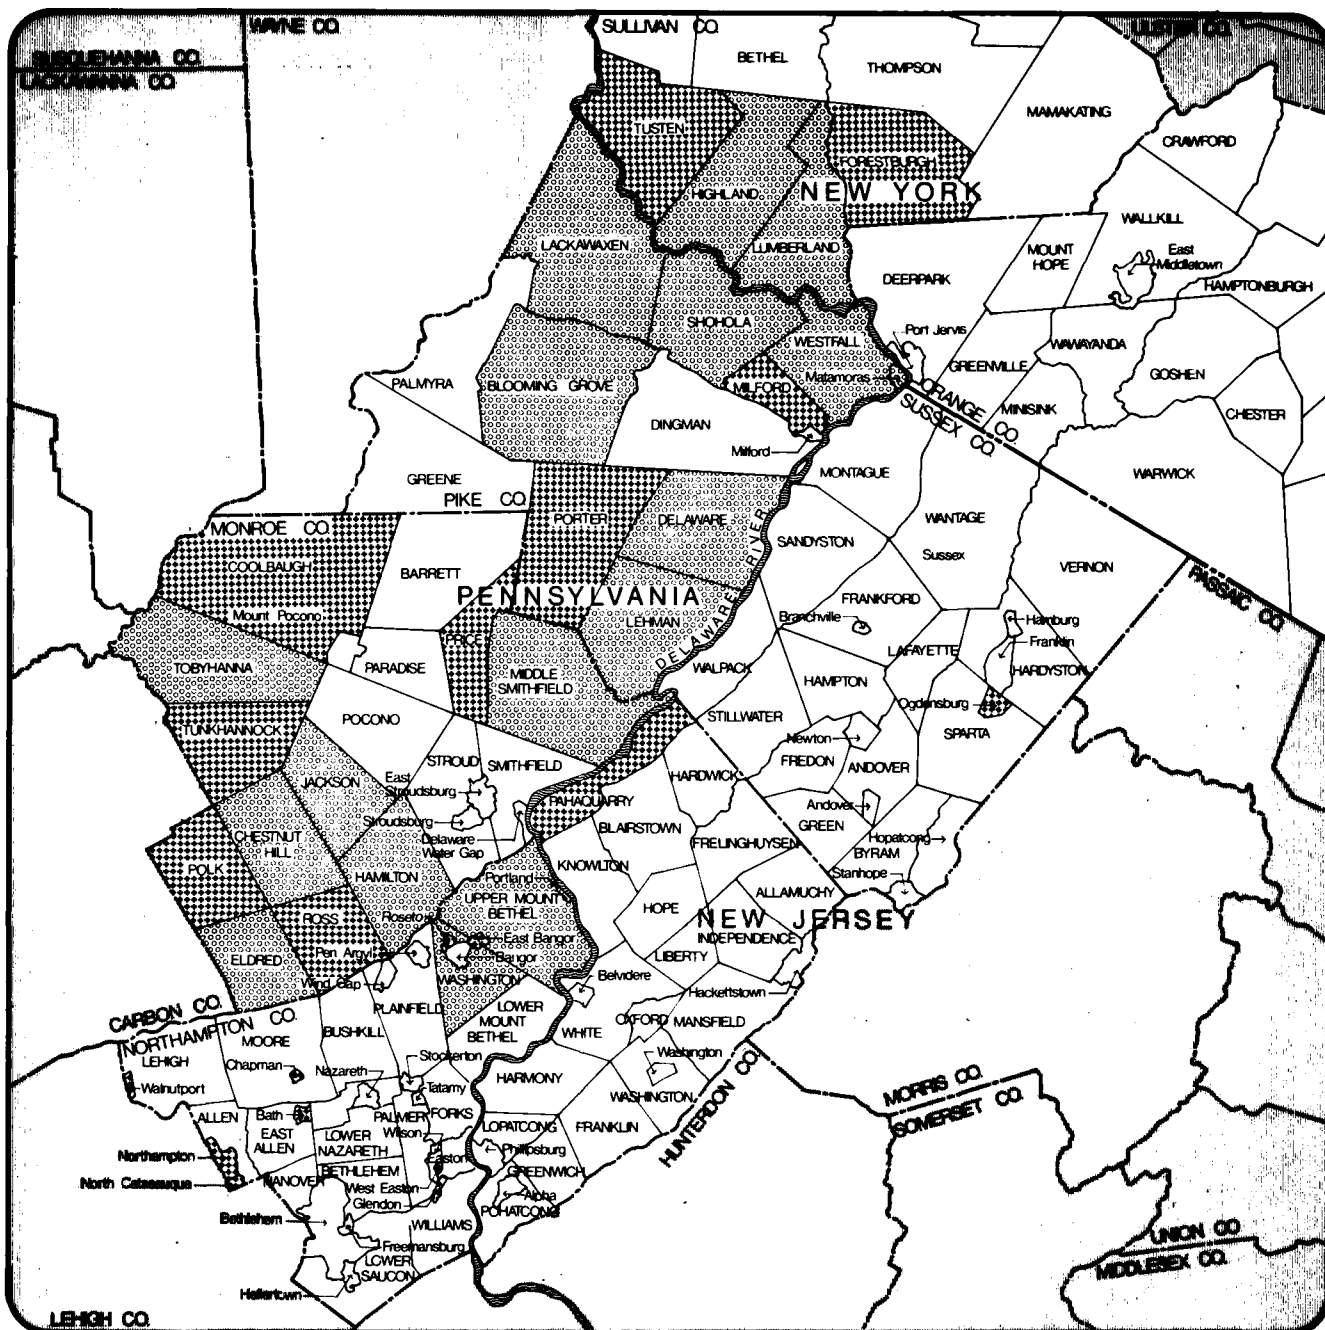 WAYNE CO.
SULLIVAN CO.
ULSTER CO.
SUSQUEHANNA CO.
LACKAWANNA CO.
BETHEL
THOMPSON
MAMAKATING
TUSTEN
CRAWFORD
FORESTBURGH
HIGHLAND
NEW YORK
WALLKILL
LACKAWAXEN
LUMBERLAND
MOUNT
HOPE
East
Middletown
DEERPARK
HAMPTONBURGH
SHOHOLA
WESTFALL
Port Jervis
WAWAYANDA
GREENVILLE
GOSHEN
PALMYRA
BLOOMING GROVE
MILFORD
Matamoras
ORANGE CO.
SUSSEX CO.
MINISINK
CHESTER
DINGMAN
Milford
MONTAGUE
WARWICK
GREENE
PIKE CO.
PORTER
DELAWARE
WANTAGE
MONROE CO.
SANDYSTON
Sussex
COOLBAUGH
BARRETT
VERNON
PASSAIC CO.
PENNSYLVANIA
DELAWARE RIVER
FRANKFORD
Mount Pocono
LEHMAN
Branchville
Hamburg
Franklin
PRICE
LAFAYETTE
TOBYHANNA
PARADISE
MIDDLE
SMITHFIELD
WALPACK
HAMPTON
HARDYSTON
Ogdensburg
POCONO
STILLWATER
TUNKHANNOCK
Newton
SPARTA
STROUD
SMITHFIELD
FREDON
ANDOVER
JACKSON
East
Stroudsburg
HARDWICK
PAHAQUARRY
Andover
Stroudsburg
BLAIRSTOWN
GREEN
CHESTNUT
HILL
Delaware
Water Gap
FRELINGHUYSEN
Hopatcong
BYRAM
POLK
HAMILTON
Portland
KNOWLTON
Stanhope
ALLAMUCHY
UPPER MOUNT
BETHEL
HOPE
NEW JERSEY
ROSS
Roseto
INDEPENDENCE
East Bangor
Bangor
Pen Argyl
ELDRED
LIBERTY
Wind Gap
WASHINGTON
Belvidere
Hackettstown
CARBON CO.
PLAINFIELD
LOWER
MOUNT
BETHEL
NORTHAMPTON CO.
BUSHKILL
OXFORD
MANSFIELD
MOORE
WHITE
LEHIGH
Stockerton
Chapman
Nazareth
Washington
Walnutport
Tatamy
HARMONY
HUNTERDON CO.
MORRIS CO.
SOMERSET CO.
WASHINGTON
ALLEN
Bath
PALMER
FORKS
EAST
ALLEN
LOWER
NAZARETH
Wilson
LOPATCONG
FRANKLIN
Northampton
Easton
Phillipsburg
BETHLEHEM
GREENWICH
North Catasauqua
HANOVER
West Easton
Glendon
Alpha
POHATCONG
Bethlehem
WILLIAMS
Freemansburg
LOWER
SAUCON
UNION CO
MIDDLESEX CO.
Hellertown
LEHIGH CO.